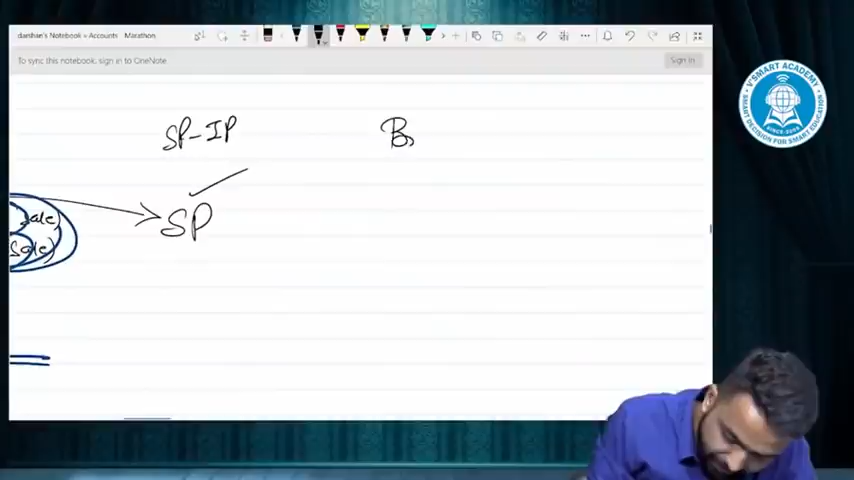 darshan's Notebook » Accounts Marathon
To sync this notebook, sign in to OneNote
Sign in
SP-IP
SP
Sale)
Sale)
V'SMART ACADEMY
SMART DECISION FOR SMART EDUCATION